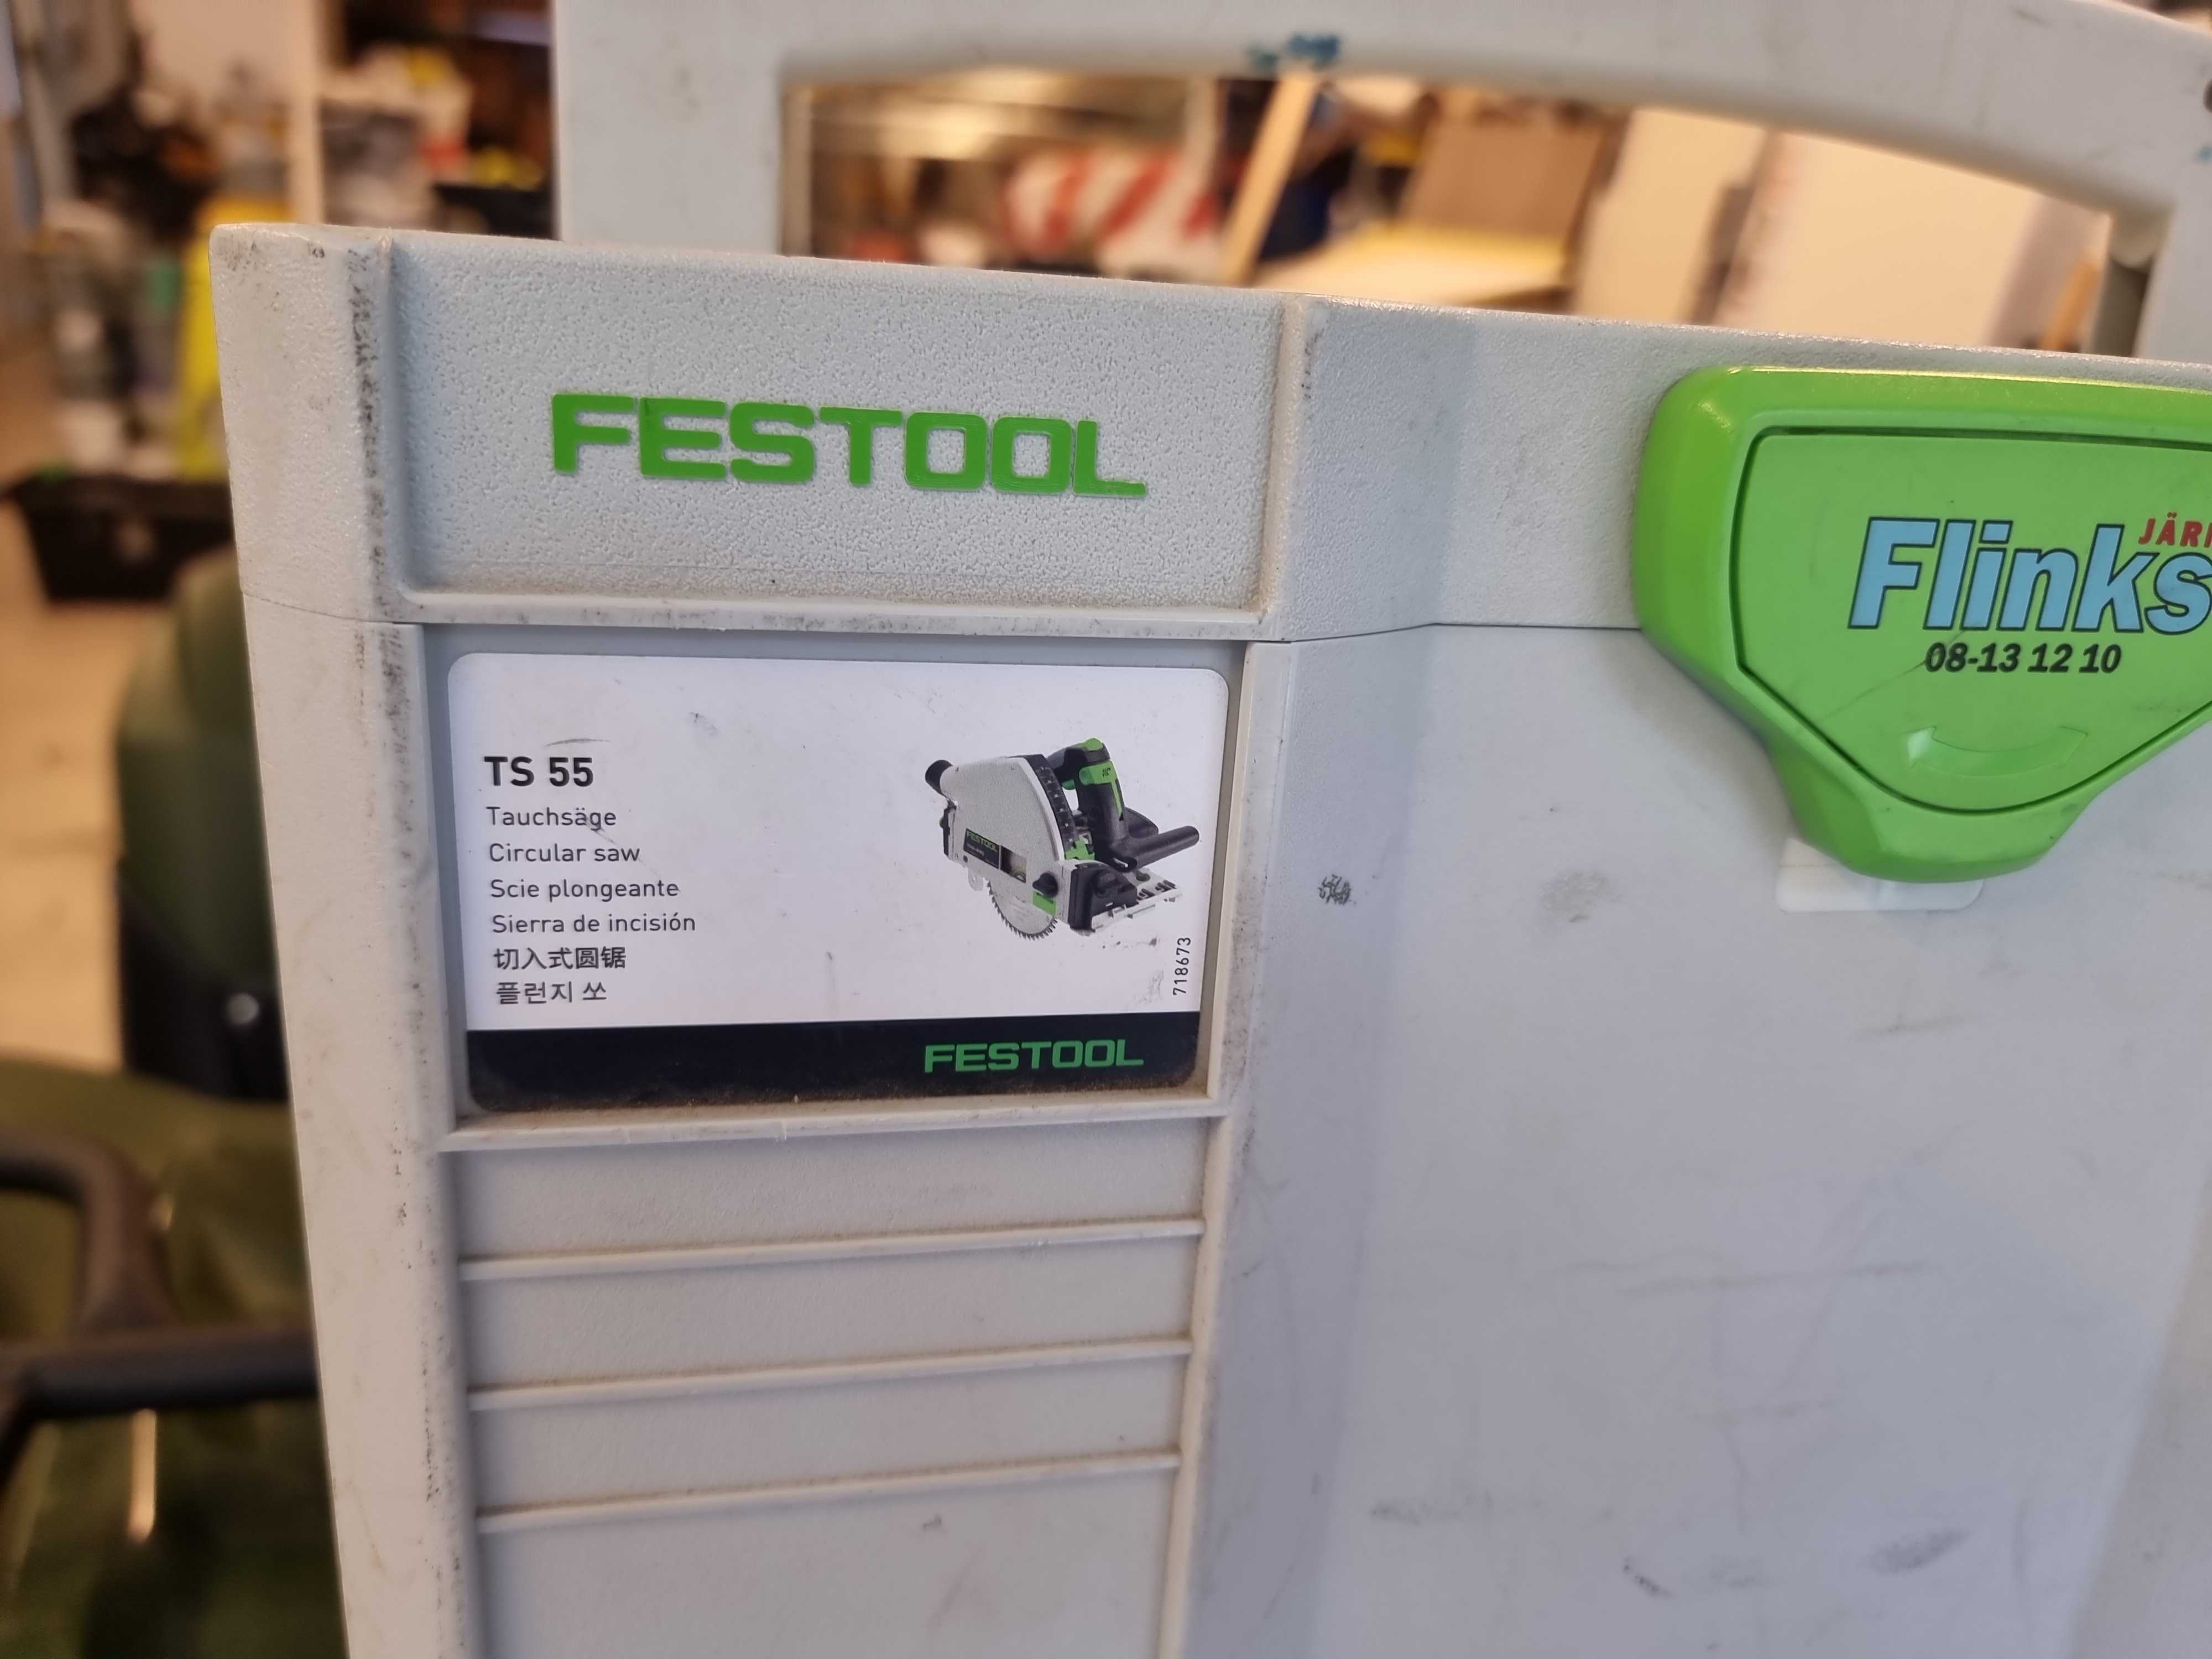 FESTOOL
Flinks
08-13 12 10
TS 55
Tauchsäge
Circular saw
Scie plongeante
Sierra de incisión
切入式圆锯
플런지 쏘
718673
FESTOOL
FESTOOL